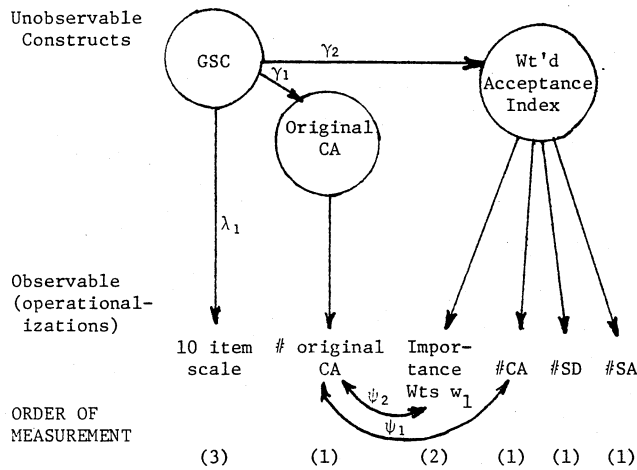 Unobservable
Constructs
GSC
γ2
γ1
Wt'd
Acceptance
Index
Original
CA
λ1
Observable
(operational-
izations)
10 item
scale
# original
CA
Impor-
tance
Wts w1
#CA
#SD
#SA
ψ2
ψ1
ORDER OF
MEASUREMENT
(3)
(1)
(2)
(1)
(1)
(1)